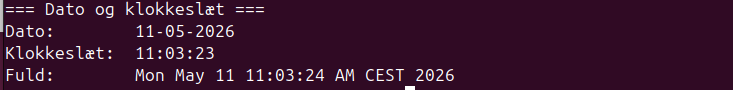 === Dato og klokkeslæt ===
Dato:       11-05-2026
Klokkeslæt: 11:03:23
Fuld:       Mon May 11 11:03:24 AM CEST 2026